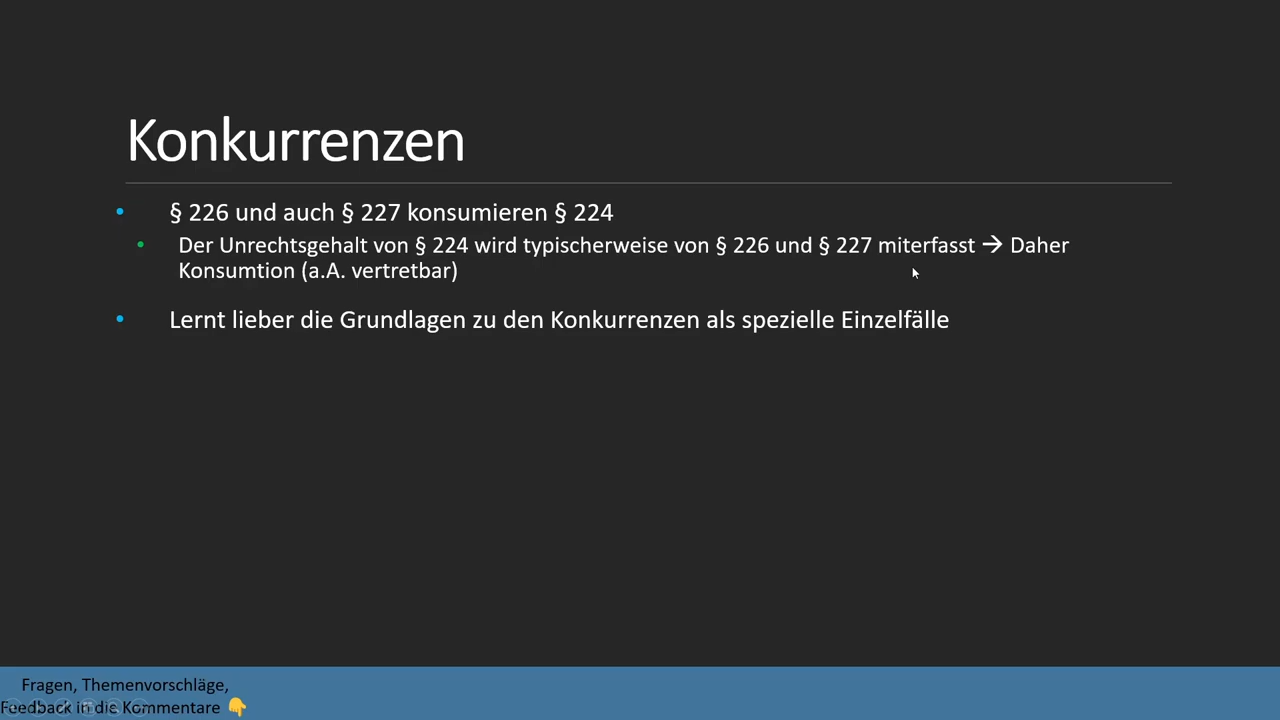 Konkurrenzen
• § 226 und auch § 227 konsumieren § 224
• Der Unrechtsgehalt von § 224 wird typischerweise von § 226 und § 227 miterfasst → Daher
Konsumtion (a.A. vertretbar)
• Lernt lieber die Grundlagen zu den Konkurrenzen als spezielle Einzelfälle
Fragen, Themenvorschläge,
Feedback in die Kommentare 👇